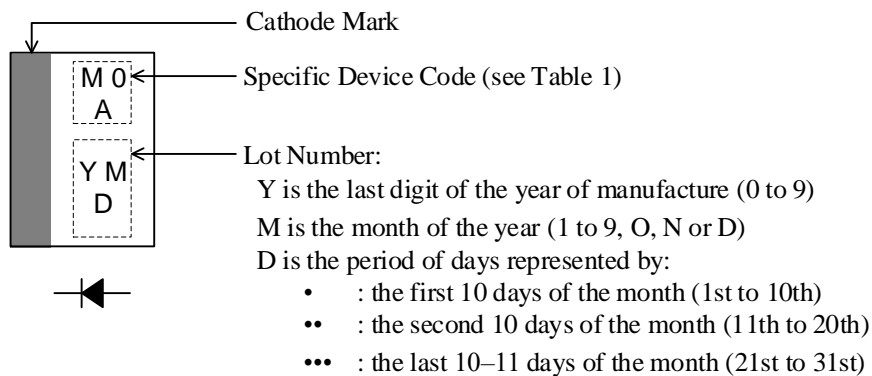 Cathode Mark
M 0
A
Specific Device Code (see Table 1)
Y M
D
Lot Number:
Y is the last digit of the year of manufacture (0 to 9)
M is the month of the year (1 to 9, O, N or D)
D is the period of days represented by:
• : the first 10 days of the month (1st to 10th)
•• : the second 10 days of the month (11th to 20th)
••• : the last 10–11 days of the month (21st to 31st)